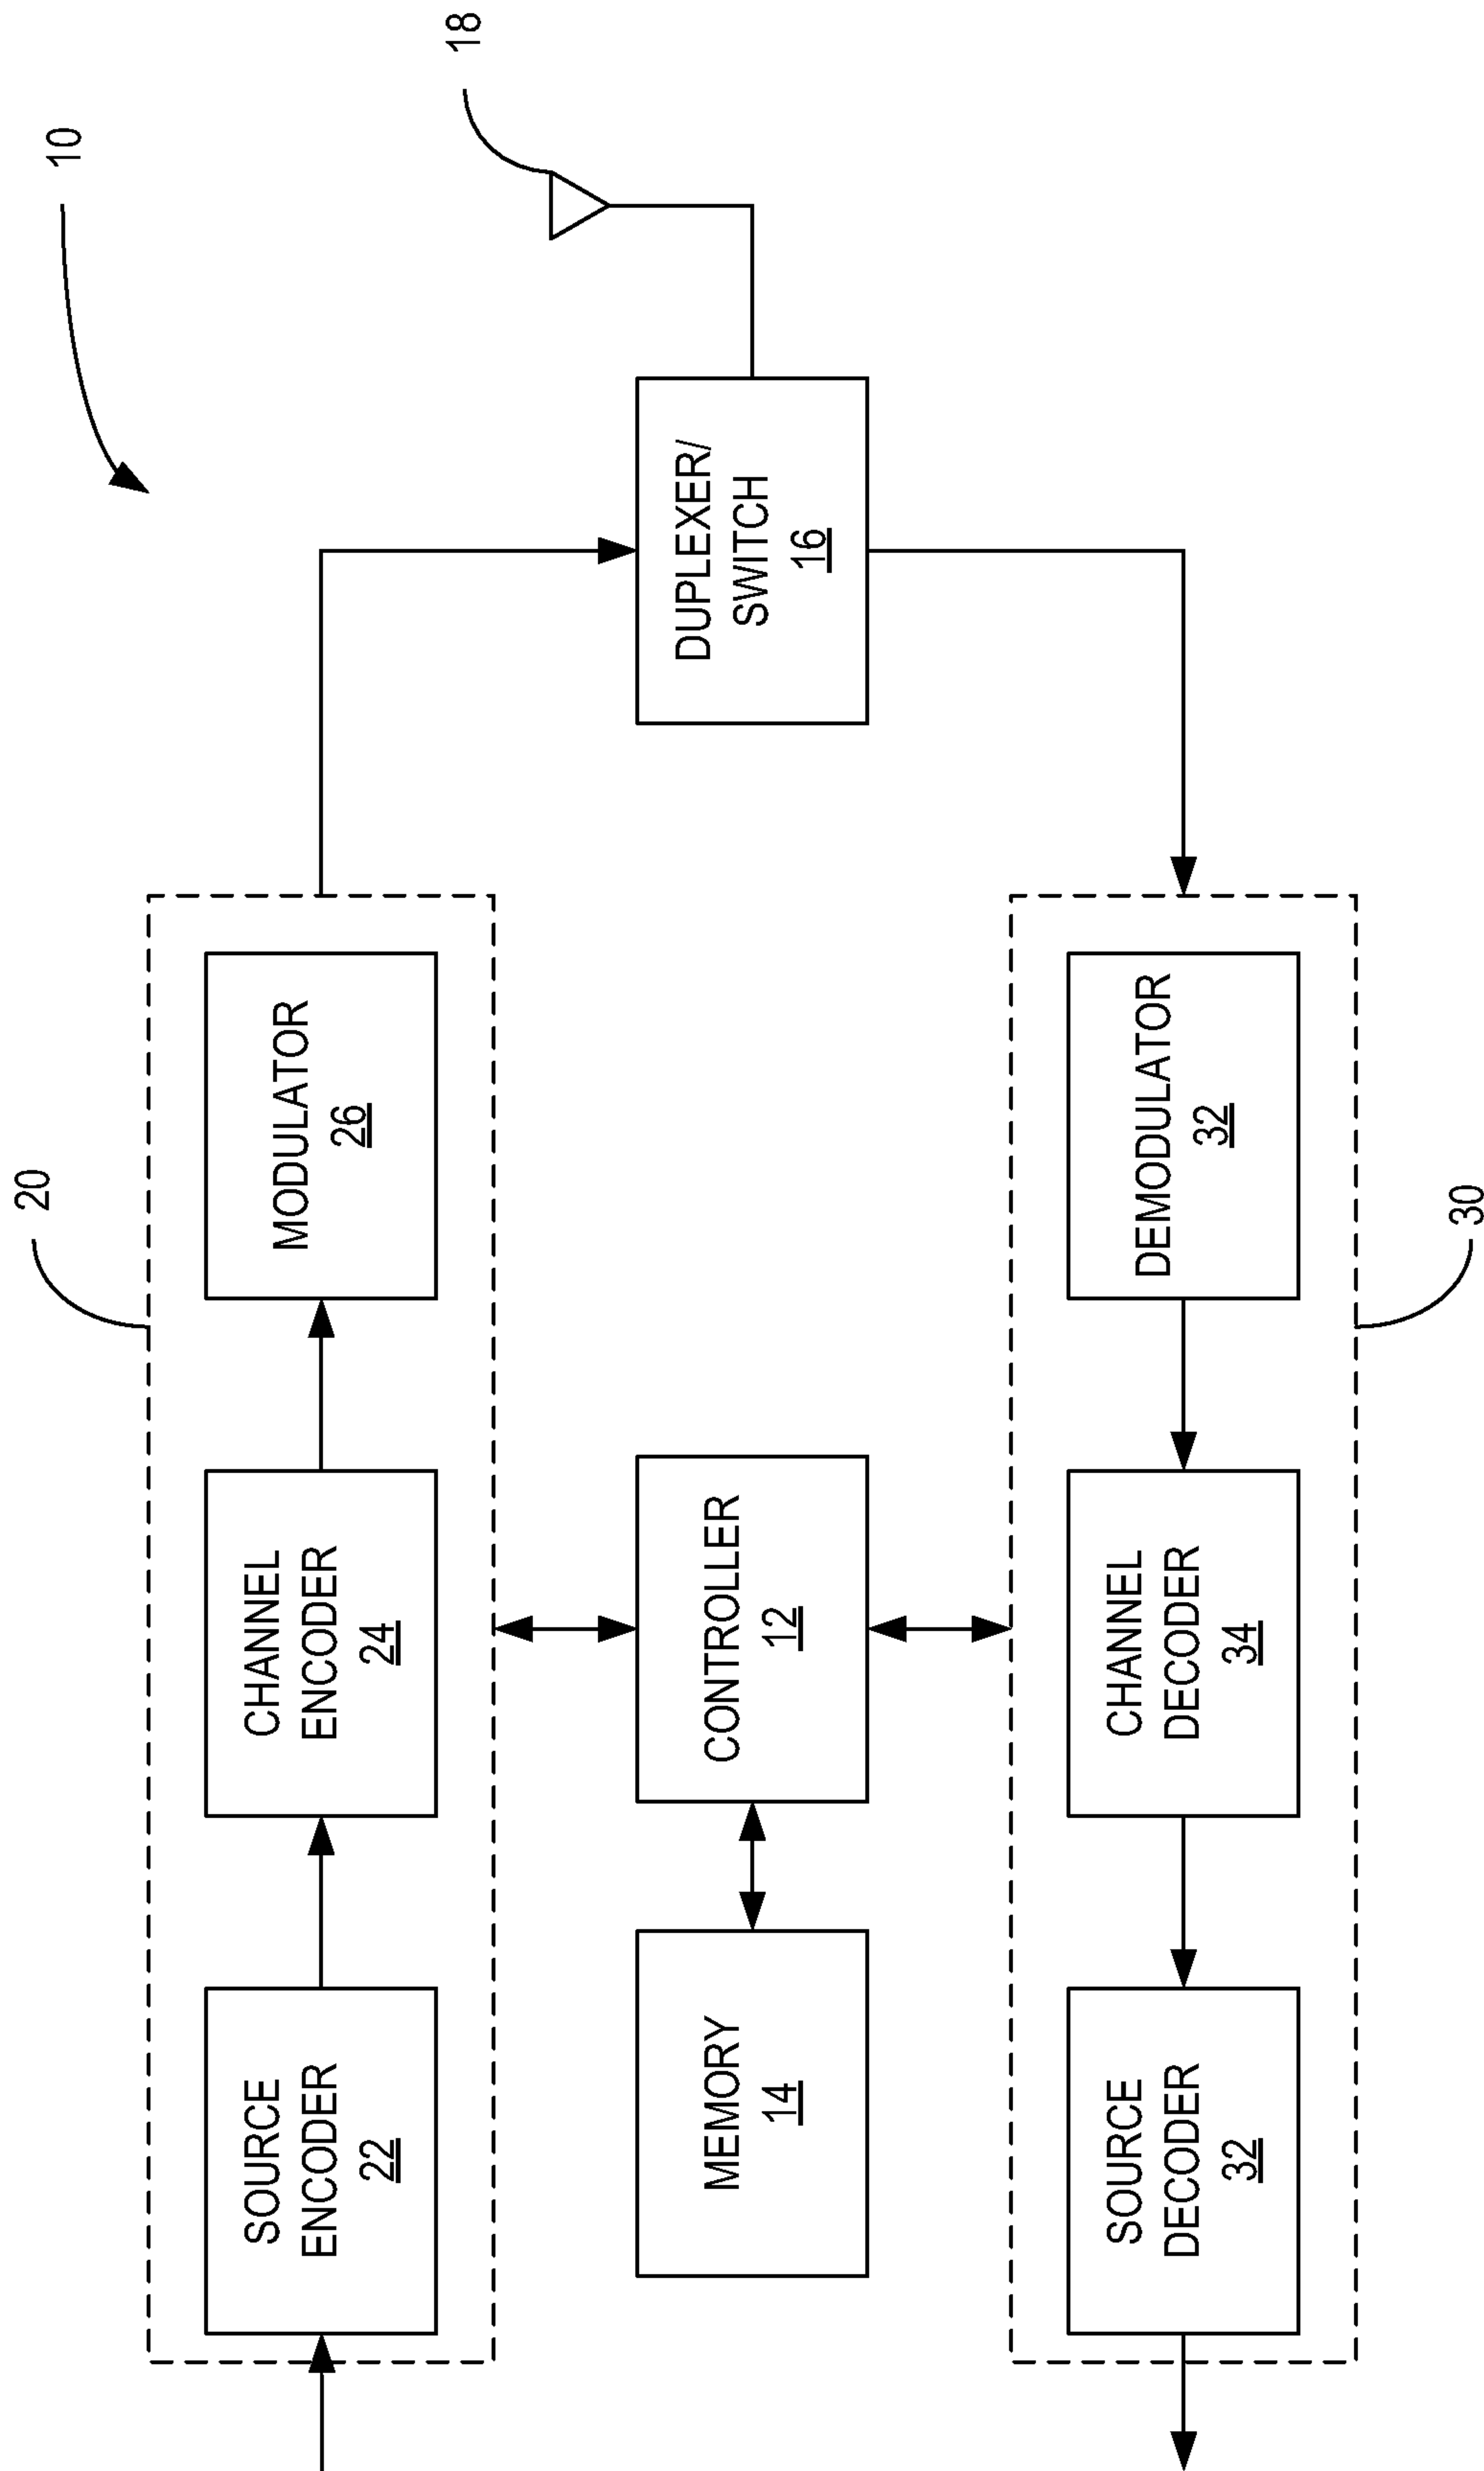 10
18
20
SOURCE
ENCODER
22
CHANNEL
ENCODER
24
MODULATOR
26
MEMORY
14
CONTROLLER
12
DUPLEXER/
SWITCH
16
SOURCE
DECODER
32
CHANNEL
DECODER
34
DEMODULATOR
32
30